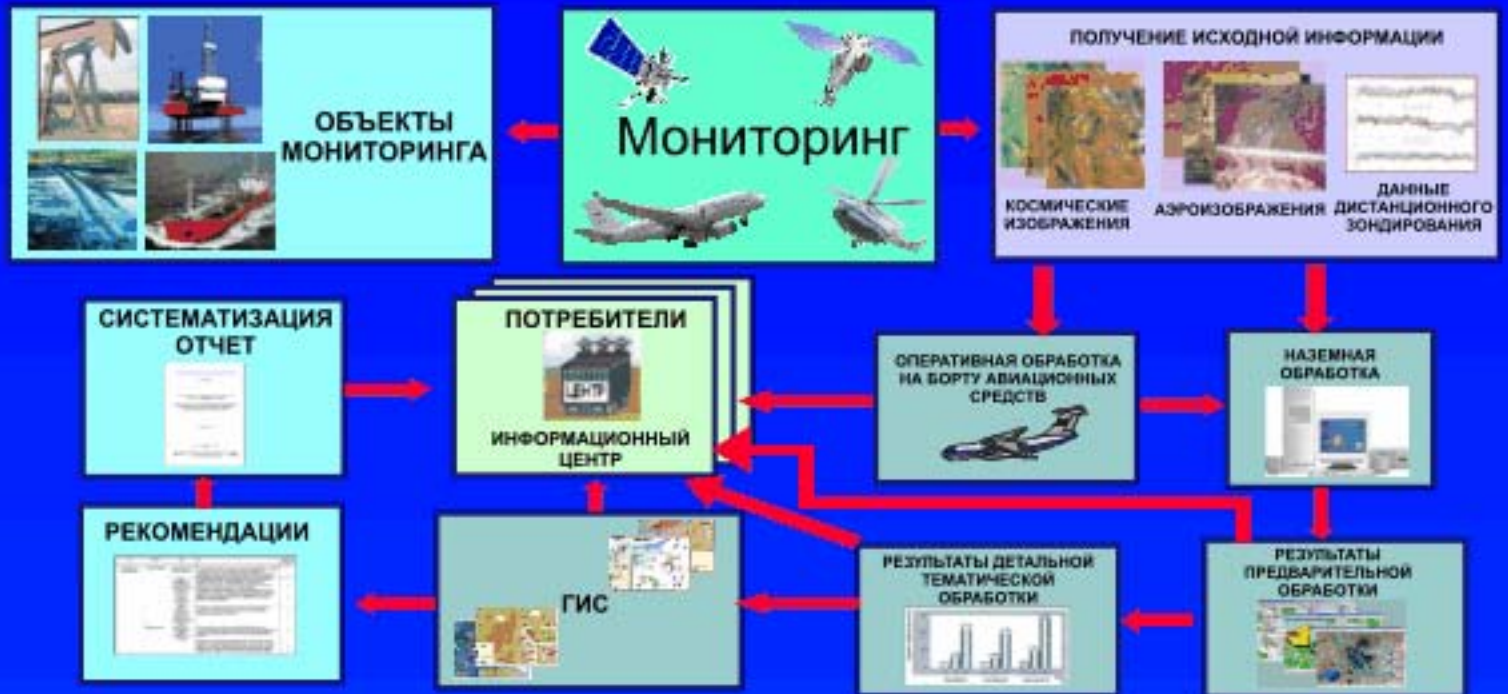 ОБЪЕКТЫ
МОНИТОРИНГА
Мониторинг
ПОЛУЧЕНИЕ ИСХОДНОЙ ИНФОРМАЦИИ
КОСМИЧЕСКИЕ
ИЗОБРАЖЕНИЯ
АЭРОИЗОБРАЖЕНИЯ
ДАННЫЕ
ДИСТАНЦИОННОГО
ЗОНДИРОВАНИЯ
СИСТЕМАТИЗАЦИЯ
ОТЧЕТ
ПОТРЕБИТЕЛИ
ЦЕНТР
ИНФОРМАЦИОННЫЙ
ЦЕНТР
ОПЕРАТИВНАЯ ОБРАБОТКА
НА БОРТУ АВИАЦИОННЫХ
СРЕДСТВ
НАЗЕМНАЯ
ОБРАБОТКА
РЕКОМЕНДАЦИИ
ГИС
РЕЗУЛЬТАТЫ ДЕТАЛЬНОЙ
ТЕМАТИЧЕСКОЙ
ОБРАБОТКИ
РЕЗУЛЬТАТЫ
ПРЕДВАРИТЕЛЬНОЙ
ОБРАБОТКИ